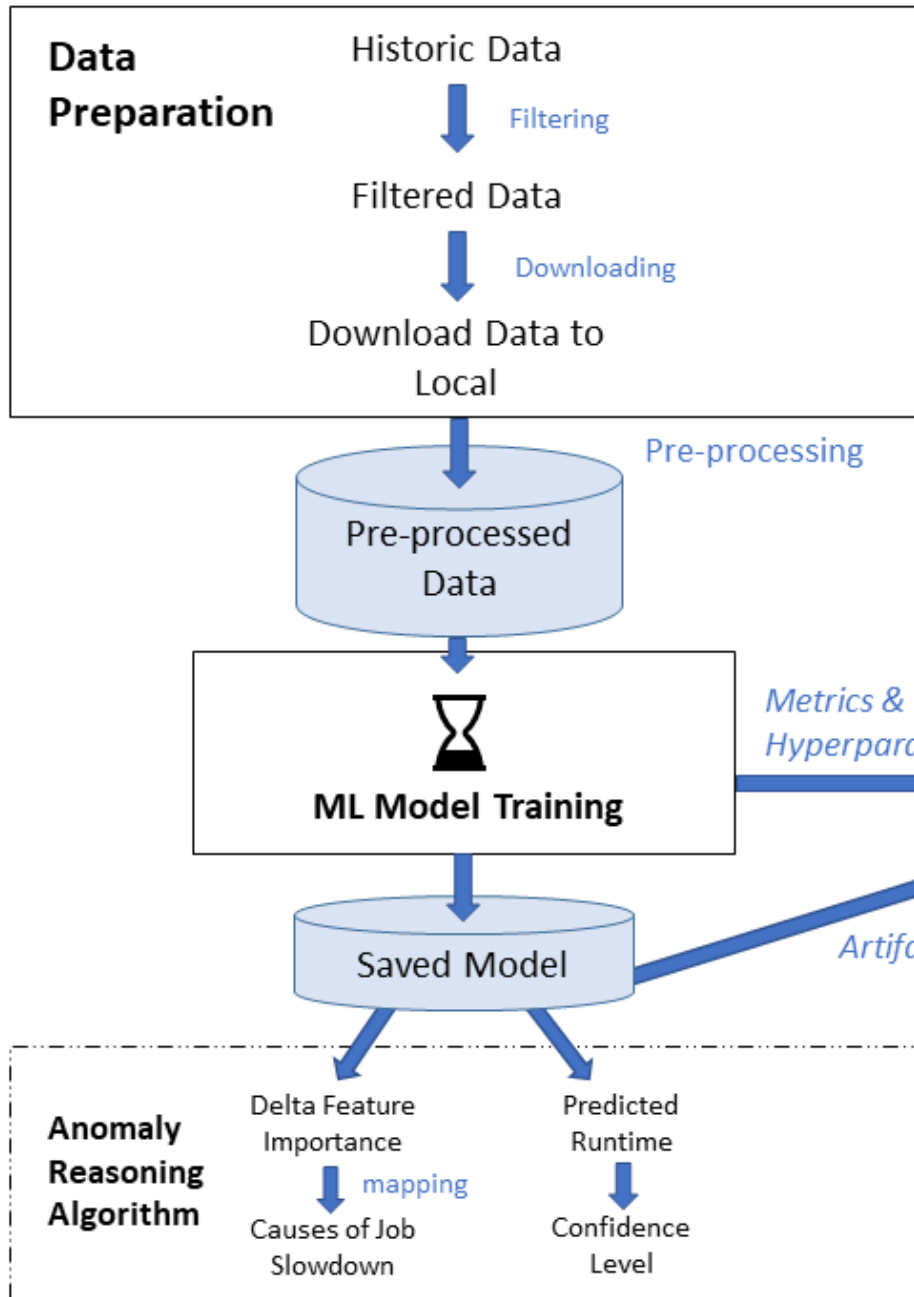 Data
Preparation
Historic Data
Filtering
Filtered Data
Downloading
Download Data to
Local
Pre-processing
Pre-processed
Data
ML Model Training
Metrics &
Saved Model
Anomaly
Reasoning
Algorithm
Delta Feature
Importance
mapping
Causes of Job
Slowdown
Predicted
Runtime
Confidence
Level